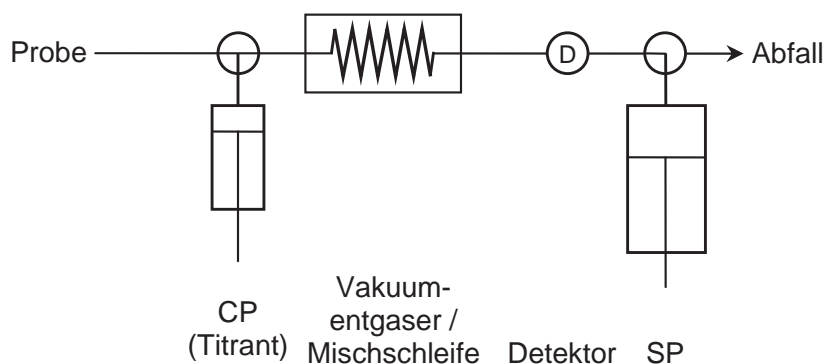 Probe
D
Abfall
CP
(Titrant)
Vakuum-
entgaser /
Mischschleife
Detektor
SP